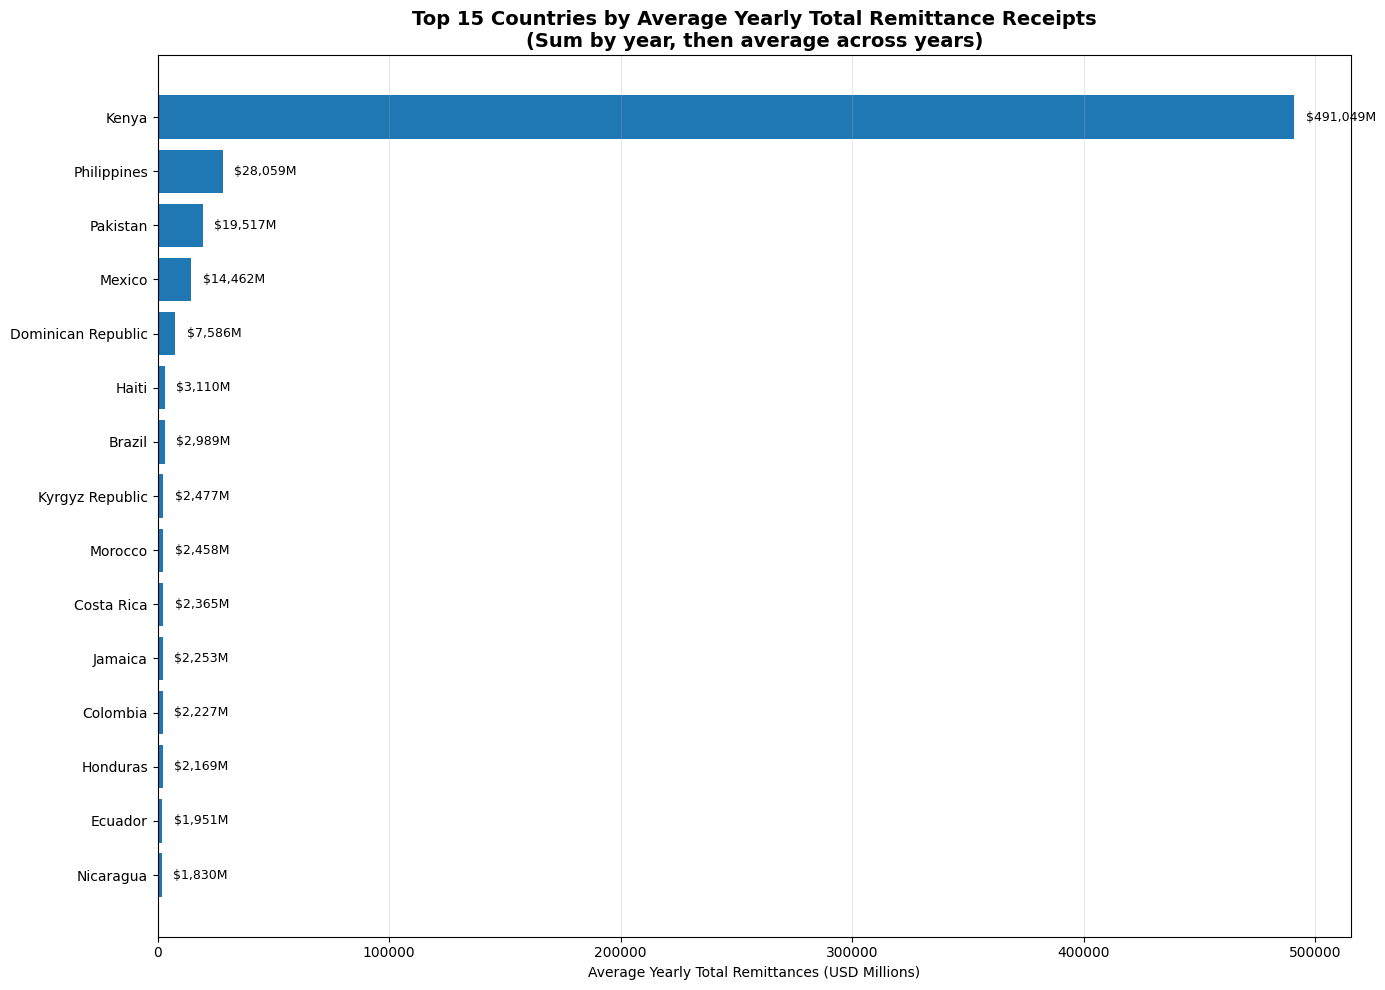 Top 15 Countries by Average Yearly Total Remittance Receipts
(Sum by year, then average across years)
Kenya $491,049M
Philippines $28,059M
Pakistan $19,517M
Mexico $14,462M
Dominican Republic $7,586M
Haiti $3,110M
Brazil $2,989M
Kyrgyz Republic $2,477M
Morocco $2,458M
Costa Rica $2,365M
Jamaica $2,253M
Colombia $2,227M
Honduras $2,169M
Ecuador $1,951M
Nicaragua $1,830M
0 100000 200000 300000 400000 500000
Average Yearly Total Remittances (USD Millions)